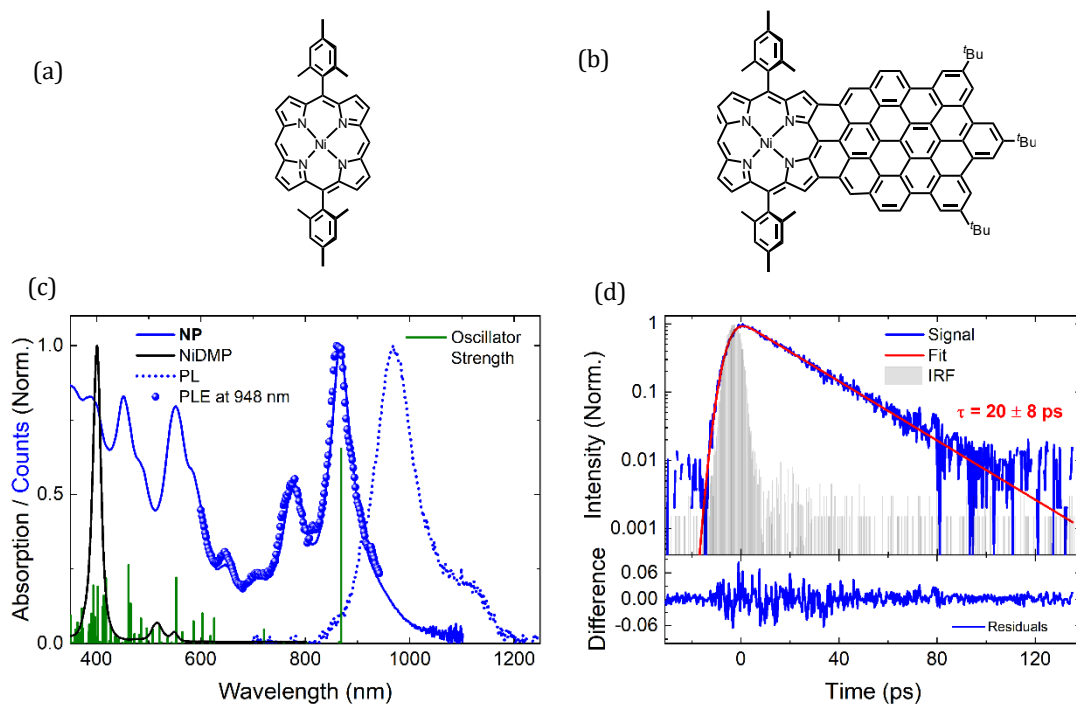 (a)
N
N
Ni
N
N
(b)
N
N
Ni
N
N
ᵗBu
ᵗBu
ᵗBu
(c)
Absorption / Counts (Norm.)
1.0
0.5
0.0
NP
NiDMP
PL
PLE at 948 nm
Oscillator
Strength
400 600 800 1000 1200
Wavelength (nm)
(d)
Intensity (Norm.)
1
0.1
0.01
0.001
Signal
Fit
IRF
τ = 20 ± 8 ps
Difference
0.06
0.00
-0.06
Residuals
0 40 80 120
Time (ps)